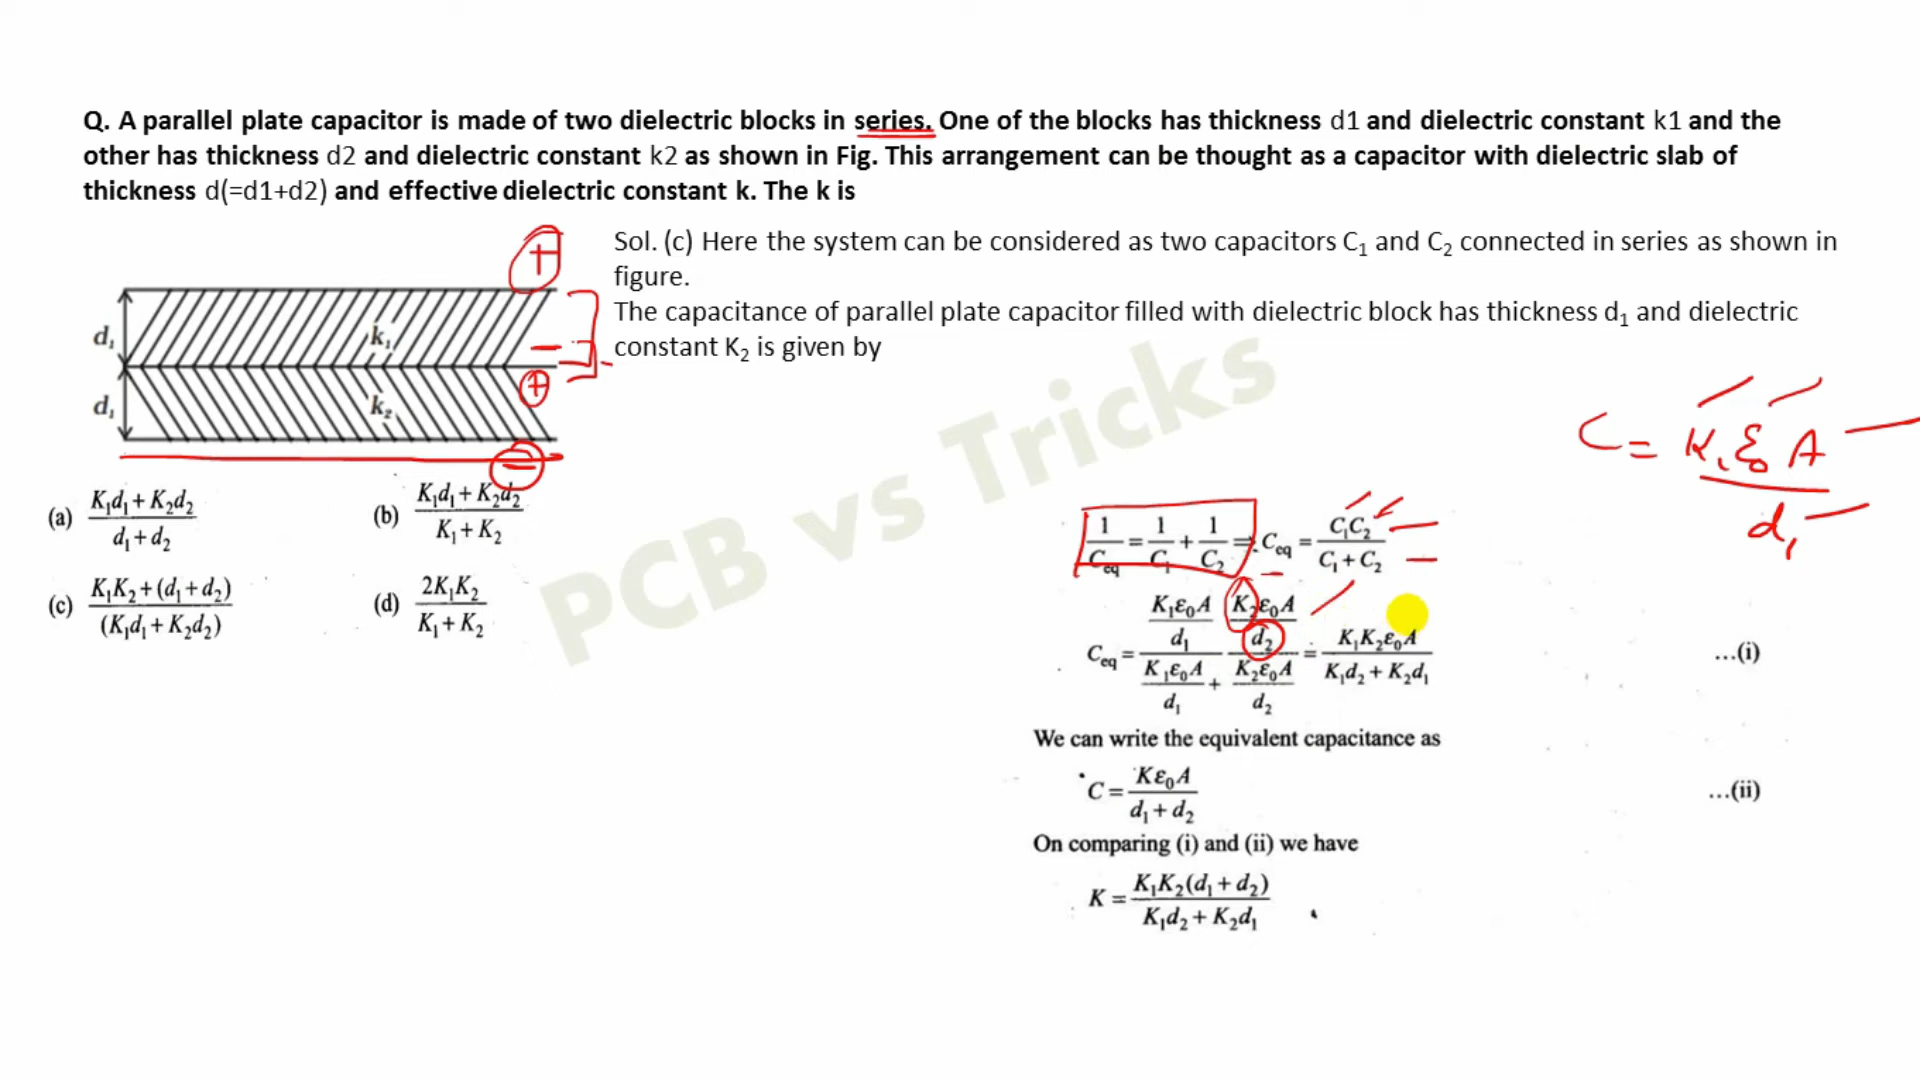 Q. A parallel plate capacitor is made of two dielectric blocks in series. One of the blocks has thickness d1 and dielectric constant k1 and the
other has thickness d2 and dielectric constant k2 as shown in Fig. This arrangement can be thought as a capacitor with dielectric slab of
thickness d(=d1+d2) and effective dielectric constant k. The k is
Sol. (c) Here the system can be considered as two capacitors C₁ and C₂ connected in series as shown in
figure.
The capacitance of parallel plate capacitor filled with dielectric block has thickness d₁ and dielectric
constant K₂ is given by
+
d₁ k₁
−
+
d₁ k₂
−
C = K₁ε₀A / d₁
(a) (K₁d₁ + K₂d₂) / (d₁ + d₂) (b) (K₁d₁ + K₂d₂) / (K₁ + K₂)
(c) (K₁K₂ + (d₁ + d₂)) / (K₁d₁ + K₂d₂) (d) 2K₁K₂ / (K₁ + K₂)
PCB vs Tricks
1/C_eq = 1/C₁ + 1/C₂ ⇒ C_eq = C₁C₂ / (C₁ + C₂)
C_eq = (K₁ε₀A/d₁ K₂ε₀A/d₂) / (K₁ε₀A/d₁ + K₂ε₀A/d₂) = K₁K₂ε₀A / (K₁d₂ + K₂d₁) ...(i)
We can write the equivalent capacitance as
C = Kε₀A / (d₁ + d₂) ...(ii)
On comparing (i) and (ii) we have
K = K₁K₂(d₁ + d₂) / (K₁d₂ + K₂d₁)